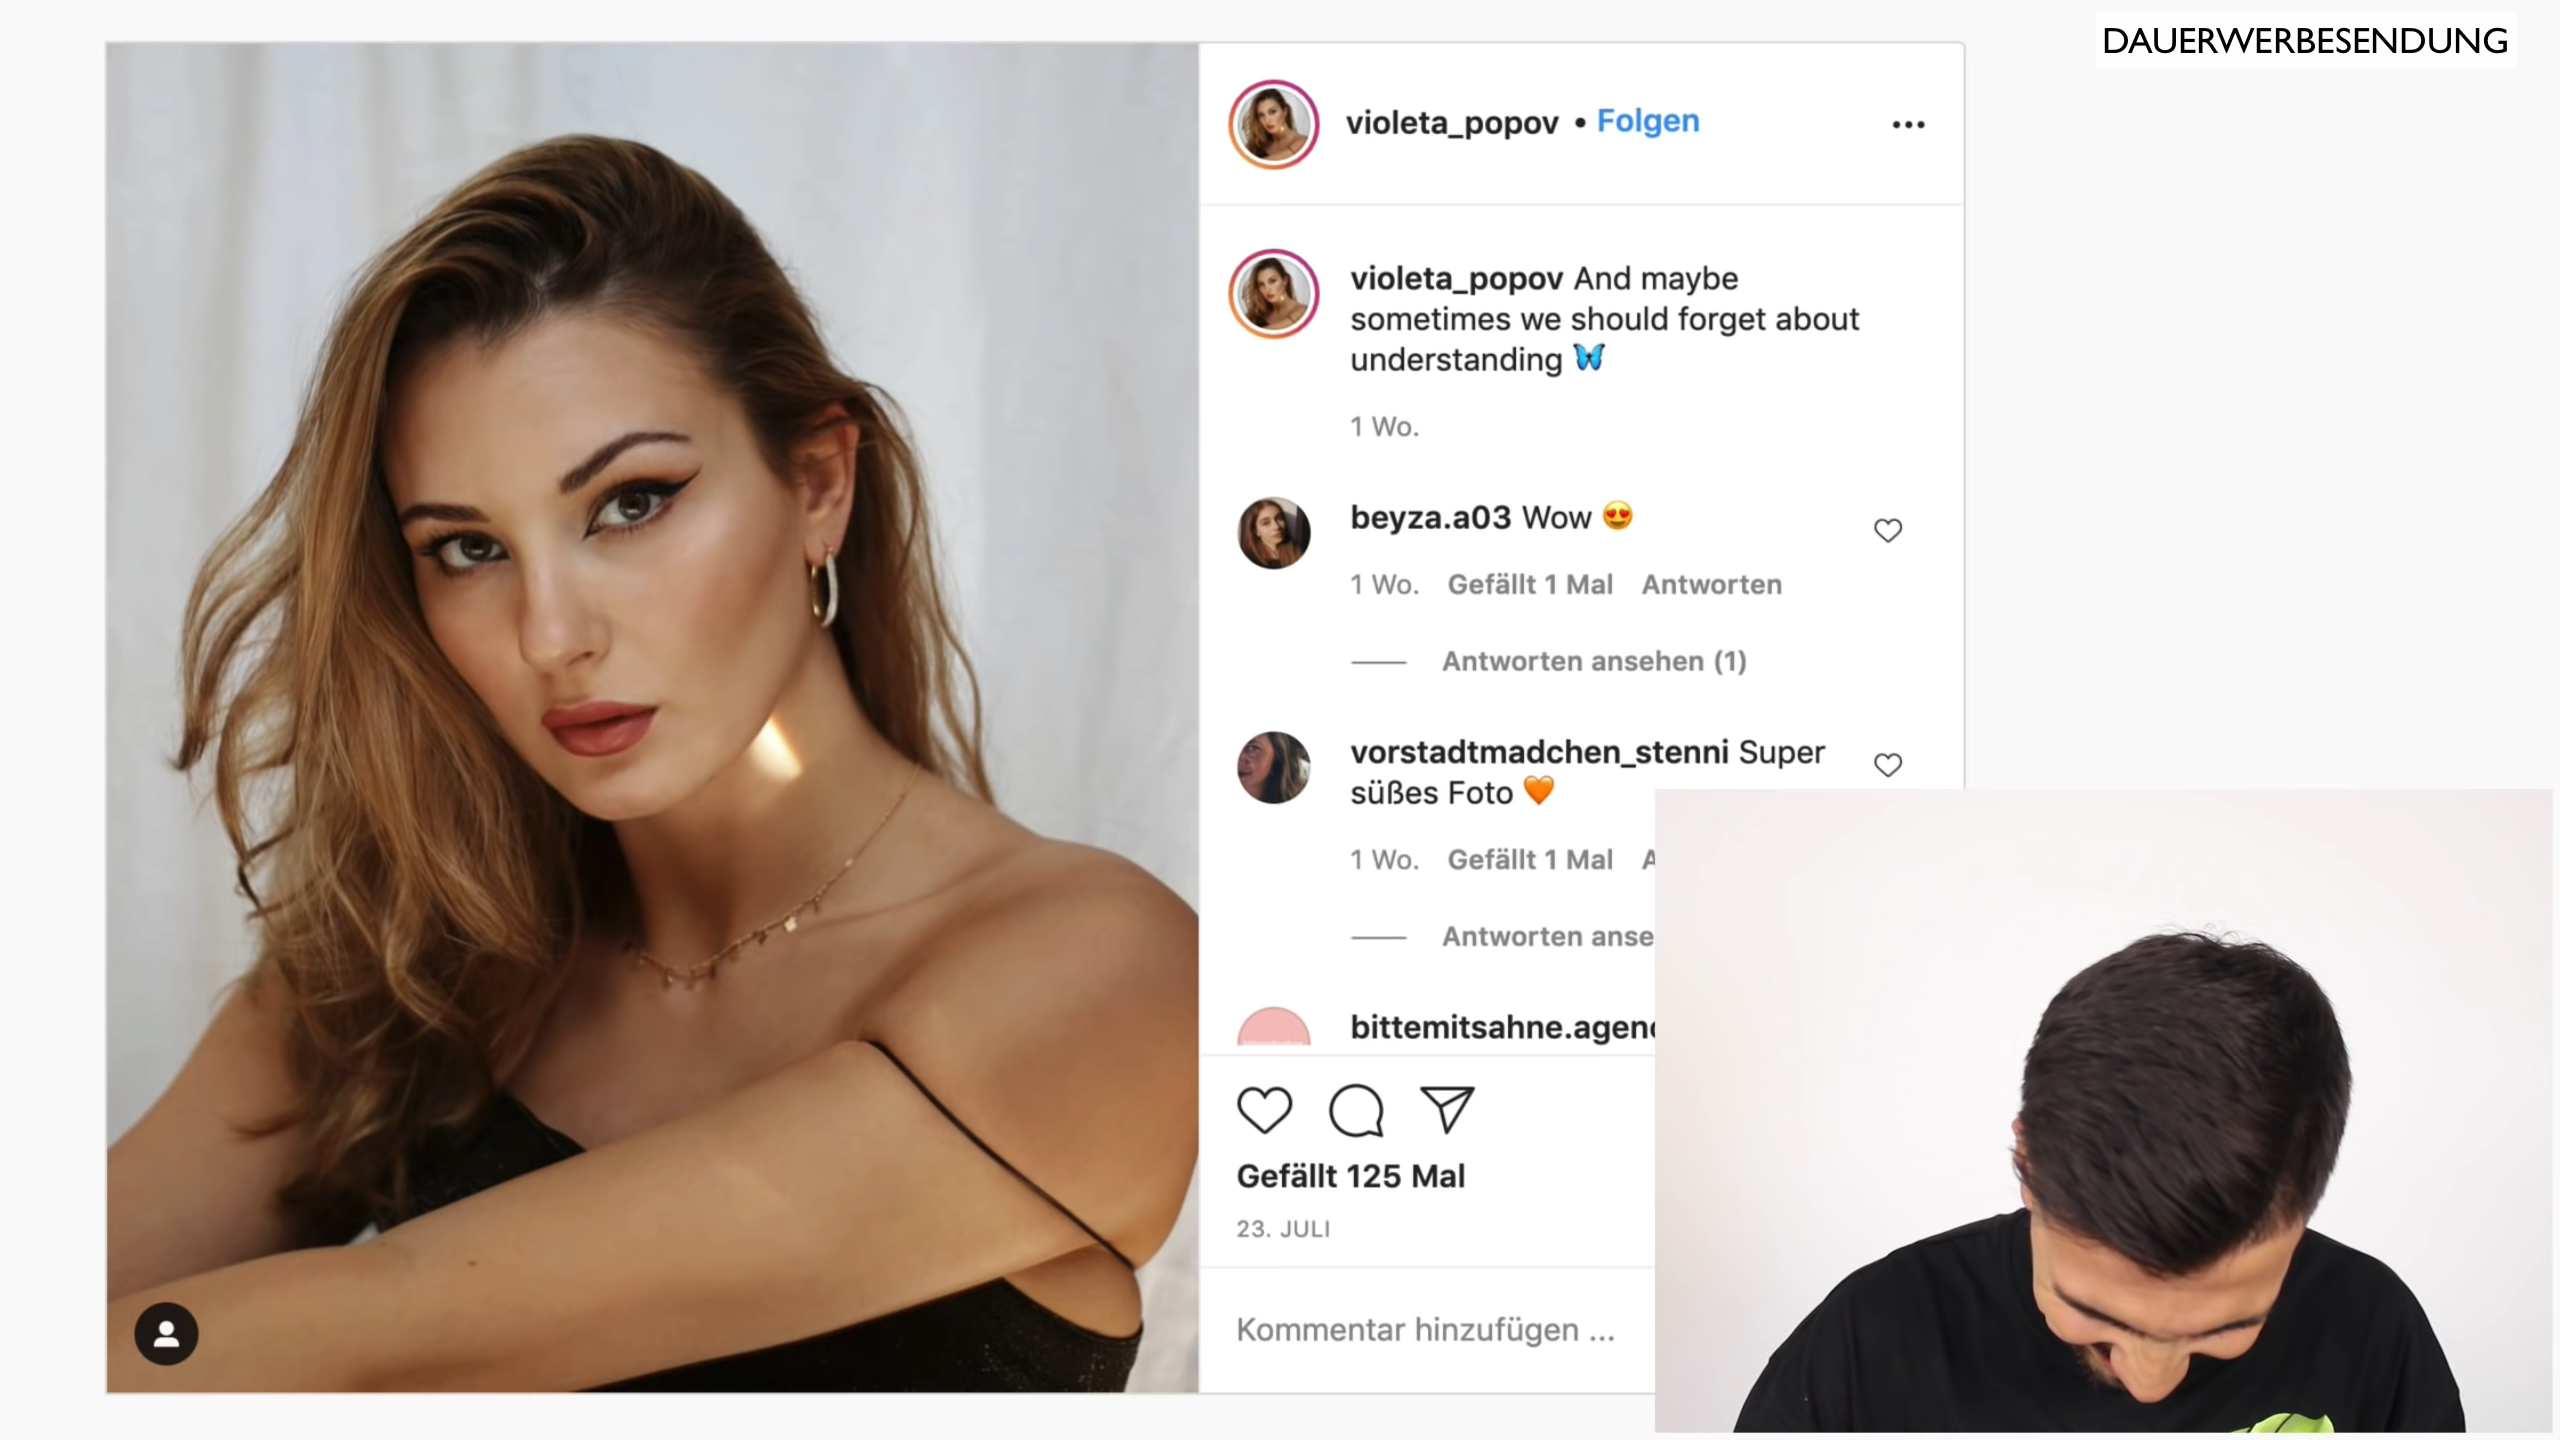 DAUERWERBESENDUNG
violeta_popov • Folgen
violeta_popov And maybe
sometimes we should forget about
understanding 🦋
1 Wo.
beyza.a03 Wow 😍
1 Wo. Gefällt 1 Mal Antworten
Antworten ansehen (1)
vorstadtmadchen_stenni Super
süßes Foto 🧡
1 Wo. Gefällt 1 Mal
Antworten
bittemitsahne
Gefällt 125 Mal
23. JULI
Kommentar hinzufügen ...